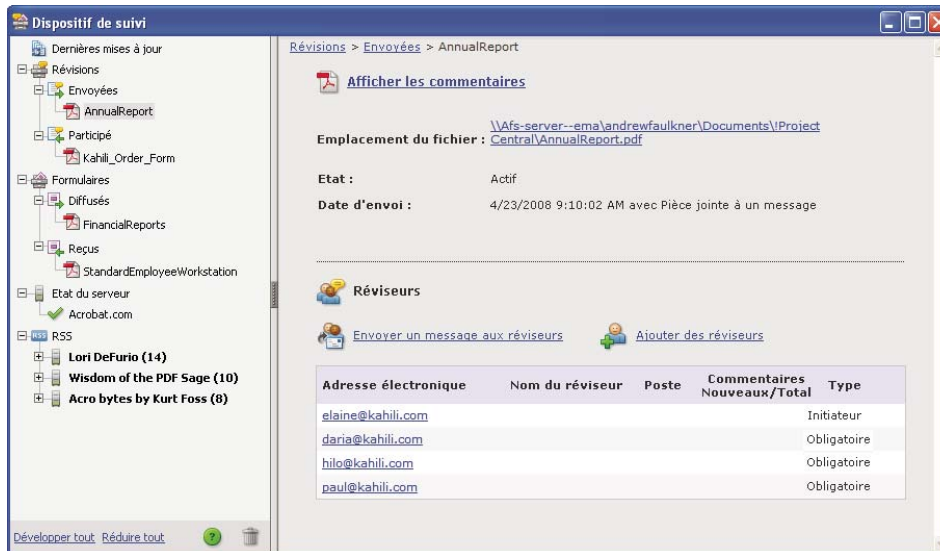 Dispositif de suivi
Dernières mises à jour
Révisions
Envoyées
AnnualReport
Participé
Kahili_Order_Form
Formulaires
Diffusés
FinancialReports
Reçus
StandardEmployeeWorkstation
Etat du serveur
Acrobat.com
RSS RSS
Lori DeFurio (14)
Wisdom of the PDF Sage (10)
Acro bytes by Kurt Foss (8)
Développer tout Réduire tout ?
Révisions > Envoyées > AnnualReport
Afficher les commentaires
Emplacement du fichier : \\Afs-server--ema\andrewfaulkner\Documents\!Project
Central\AnnualReport.pdf
Etat : Actif
Date d'envoi : 4/23/2008 9:10:02 AM avec Pièce jointe à un message
Réviseurs
Envoyer un message aux réviseurs Ajouter des réviseurs
Adresse électronique Nom du réviseur Poste Commentaires Nouveaux/Total Type
elaine@kahili.com Initiateur
daria@kahili.com Obligatoire
hilo@kahili.com Obligatoire
paul@kahili.com Obligatoire